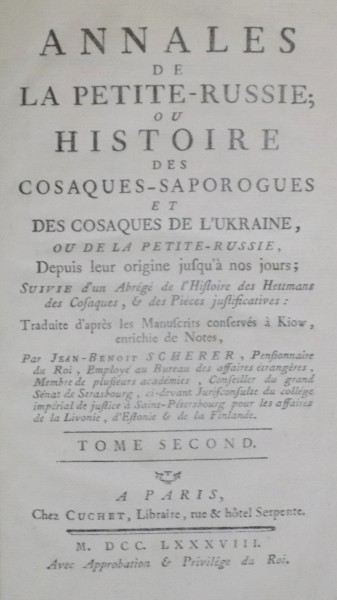 ANNALES
DE
LA PETITE-RUSSIE;
OU
HISTOIRE
DES
COSAQUES-SAPOROGUES
ET
DES COSAQUES DE L'UKRAINE,
OU DE LA PETITE-RUSSIE,
Depuis leur origine jusqu'à nos jours;
SUIVIE d'un Abrégé de l'Histoire des Hettmans
des Cosaques, & des Pièces justificatives:
Traduite d'après les Manuscrits conservés à Kiow,
enrichie de Notes,
Par JEAN-BENOIT SCHERER, Pensionnaire
du Roi, Employé au Bureau des affaires étrangères,
Membre de plusieurs académies, Conseiller du grand
Sénat de Strasbourg, ci-devant Jurisconsulte du collège
impérial de justice à Saint-Pétersbourg pour les affaires
de la Livonie, d'Estonie & de la Finlande.
TOME SECOND.
A PARIS,
Chez CUCHET, Libraire, rue & hôtel Serpente.
M. DCC. LXXXVIII.
Avec Approbation & Privilége du Roi.